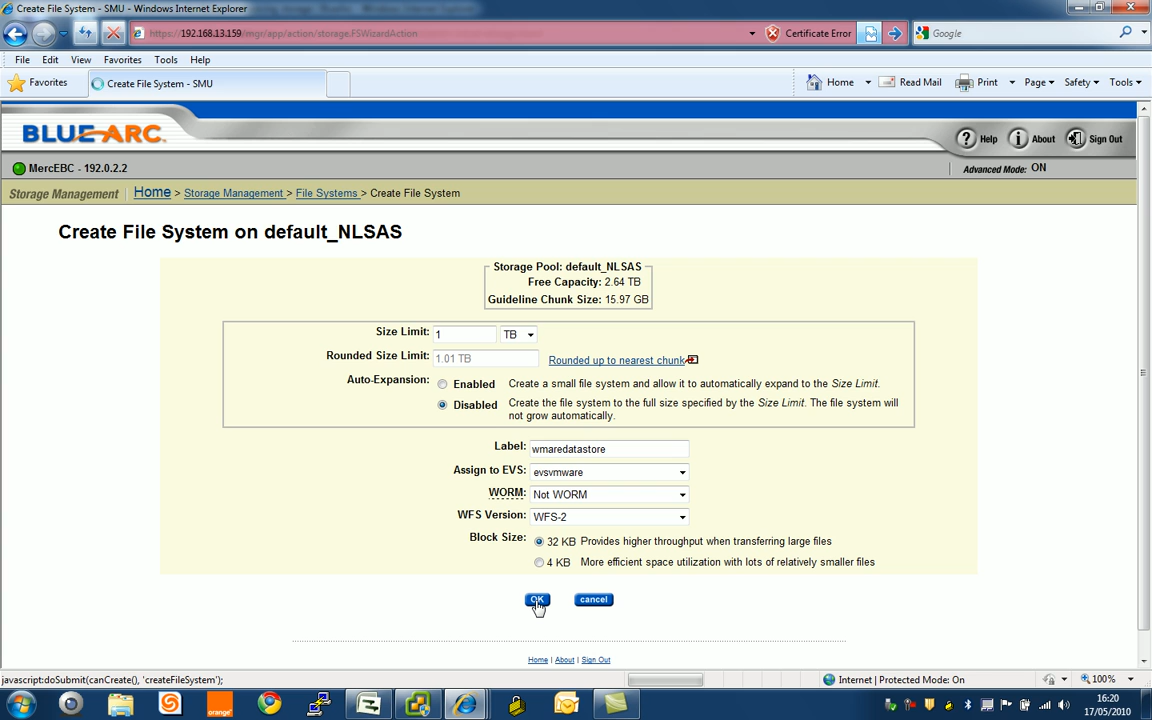 Create File System - SMU - Windows Internet Explorer
https://192.168.13.159/mgr/app/action/storage.FSWizardAction
Certificate Error
Google
File Edit View Favorites Tools Help
Favorites
Create File System - SMU
Home Read Mail Print Page Safety Tools
BLUE ARC
Help About Sign Out
MercEBC - 192.0.2.2
Advanced Mode: ON
Storage Management Home > Storage Management > File Systems > Create File System
Create File System on default_NLSAS
Storage Pool: default_NLSAS
Free Capacity: 2.64 TB
Guideline Chunk Size: 15.97 GB
Size Limit: 1 TB
Rounded Size Limit: 1.01 TB Rounded up to nearest chunk
Auto-Expansion: Enabled Create a small file system and allow it to automatically expand to the Size Limit.
Disabled Create the file system to the full size specified by the Size Limit. The file system will
not grow automatically.
Label: wmaredatastore
Assign to EVS: evsvmware
WORM: Not WORM
WFS Version: WFS-2
Block Size: 32 KB Provides higher throughput when transferring large files
4 KB More efficient space utilization with lots of relatively smaller files
OK cancel
Home | About | Sign Out
javascript:doSubmit(canCreate(), 'createFileSystem');
Internet | Protected Mode: On
100%
orange
16:20
17/05/2010